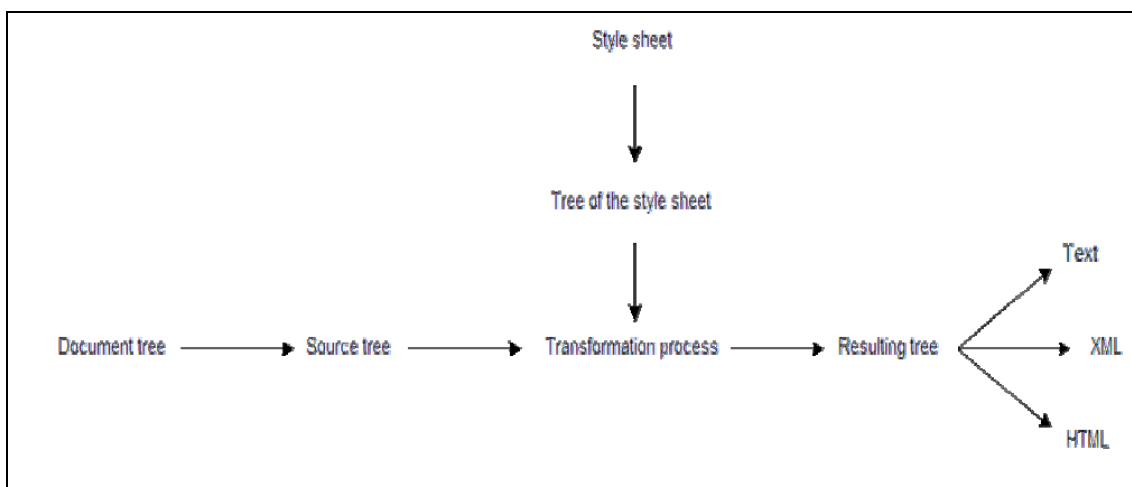 Style sheet
Tree of the style sheet
Text
Document tree
Source tree
Transformation process
Resulting tree
XML
HTML